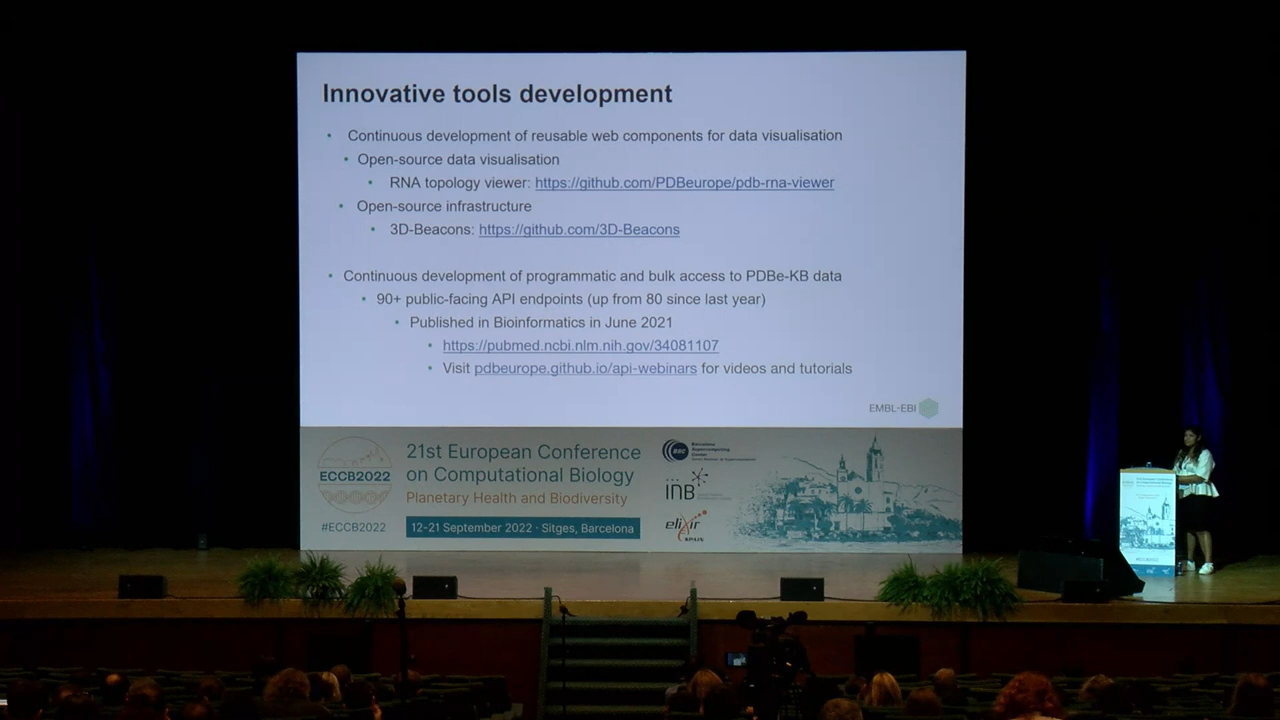 Innovative tools development
• Continuous development of reusable web components for data visualisation
• Open-source data visualisation
• RNA topology viewer: https://github.com/PDBeurope/pdb-rna-viewer
• Open-source infrastructure
• 3D-Beacons: https://github.com/3D-Beacons
• Continuous development of programmatic and bulk access to PDBe-KB data
• 90+ public-facing API endpoints (up from 80 since last year)
• Published in Bioinformatics in June 2021
• https://pubmed.ncbi.nlm.nih.gov/34081107
• Visit pdbeurope.github.io/api-webinars for videos and tutorials
EMBL-EBI
ECCB2022
#ECCB2022
21st European Conference
on Computational Biology
Planetary Health and Biodiversity
12-21 September 2022 · Sitges, Barcelona
BSC
Barcelona
Supercomputing
Center
INB
elixir
SPAIN